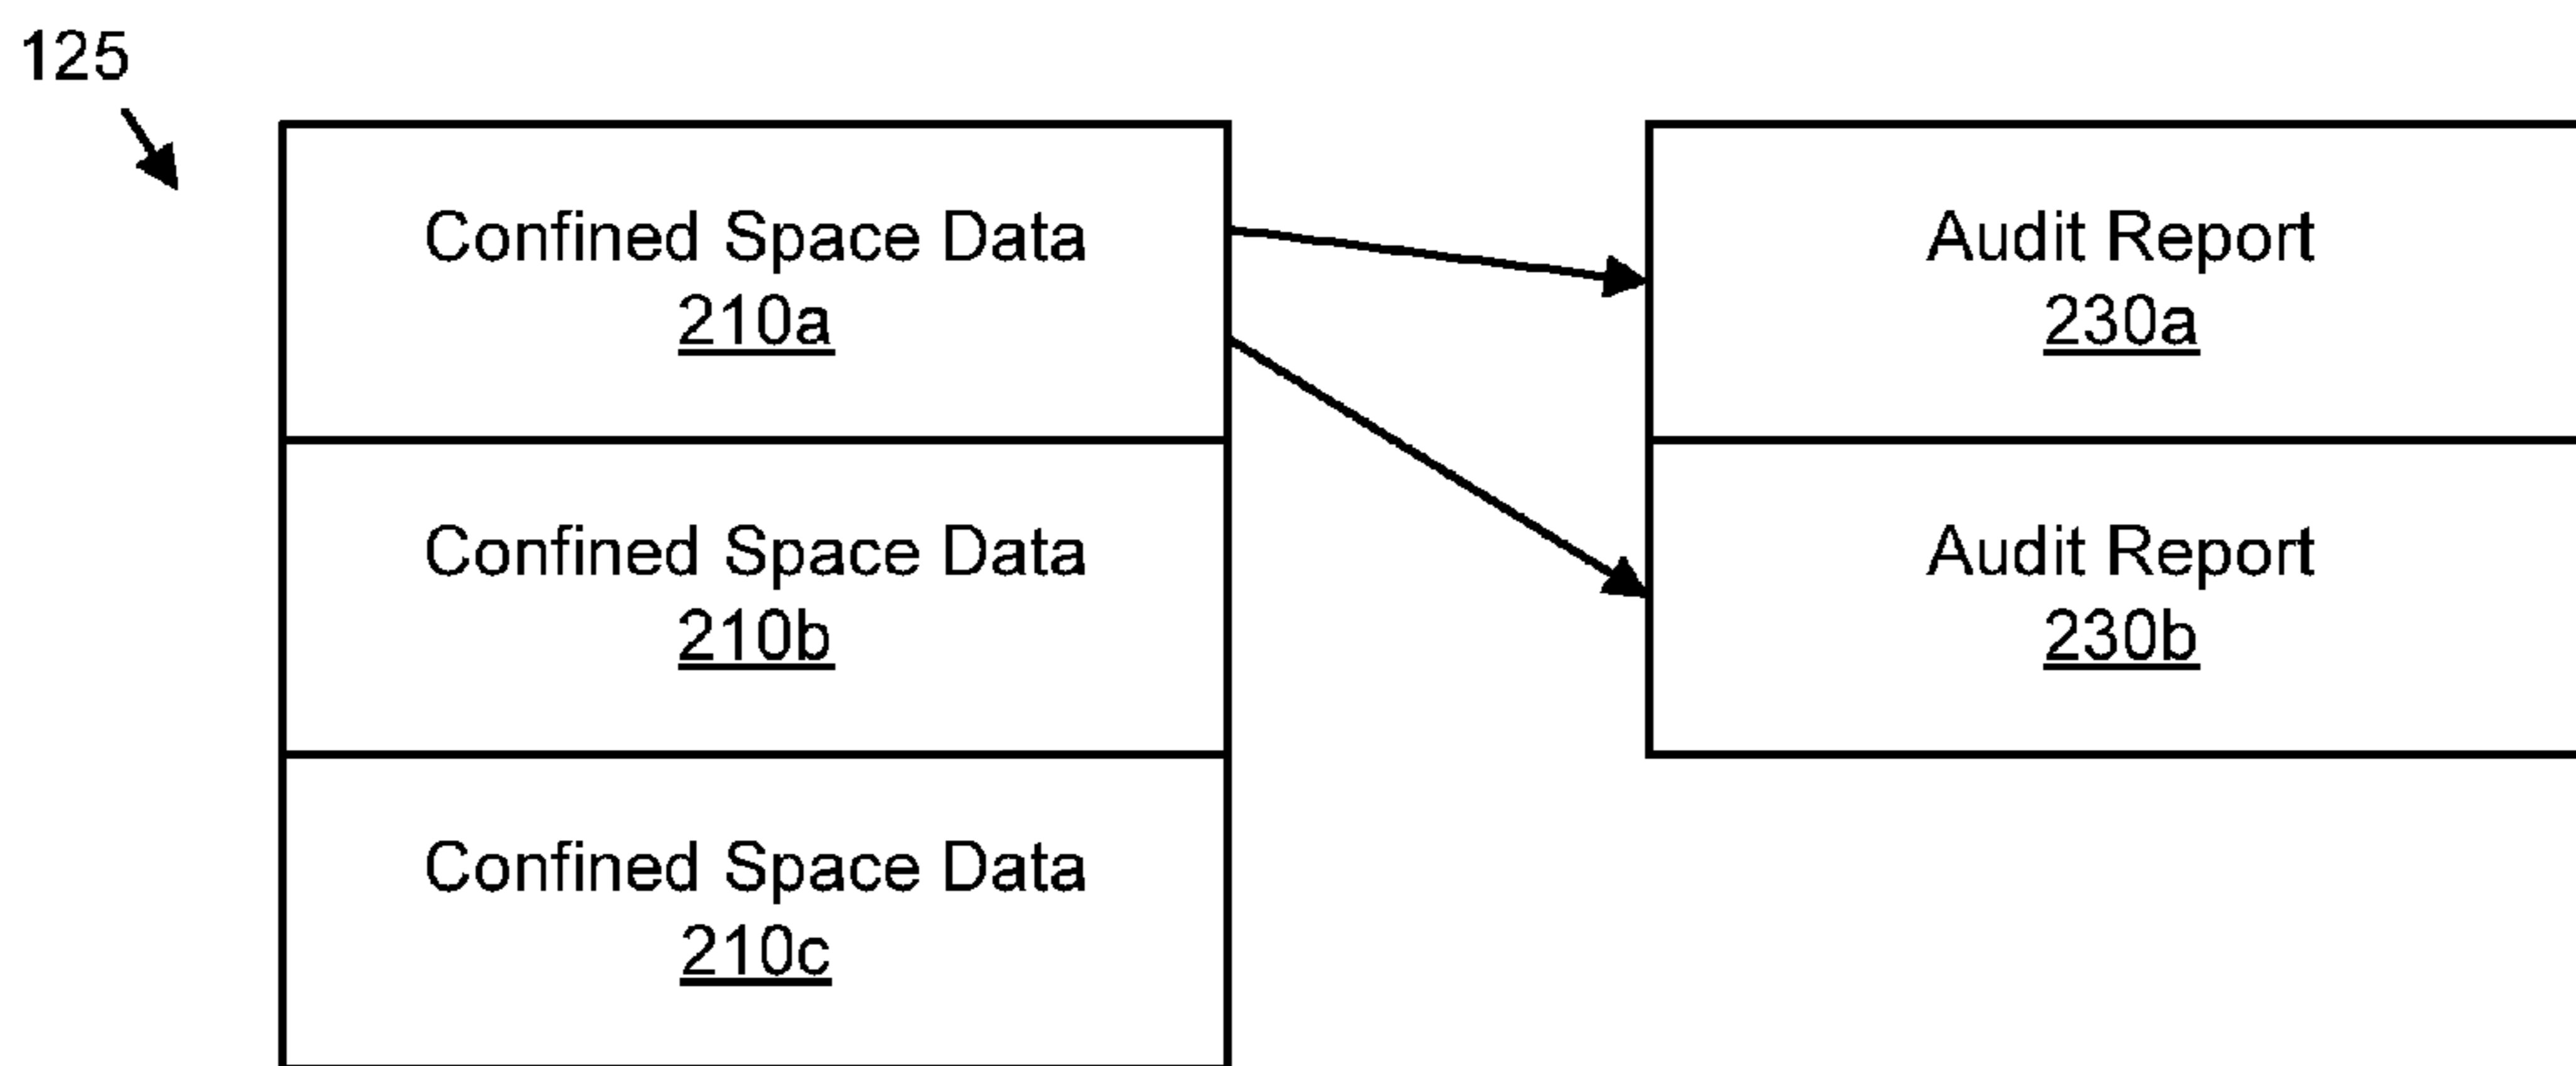 125
Confined Space Data
210a
Confined Space Data
210b
Confined Space Data
210c
Audit Report
230a
Audit Report
230b